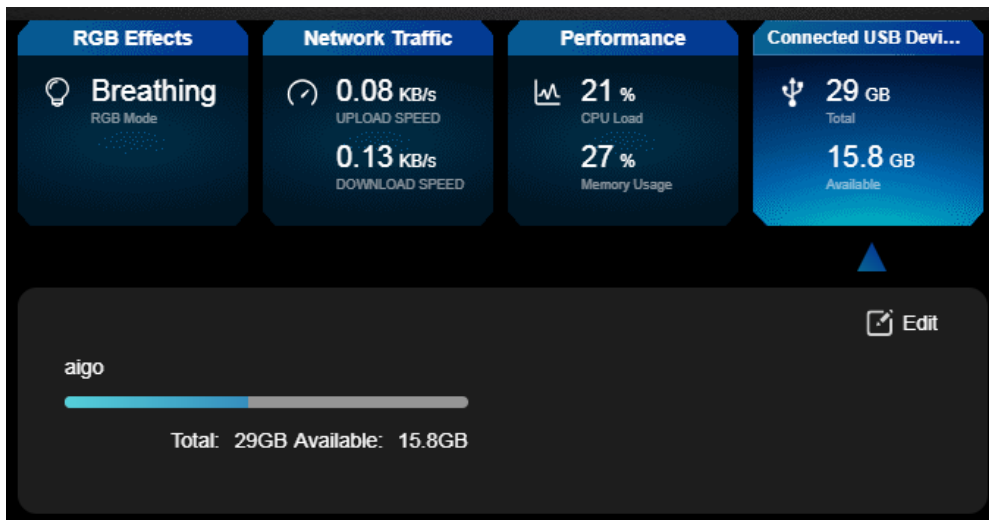 RGB Effects
Breathing
RGB Mode
Network Traffic
0.08 KB/s
UPLOAD SPEED
0.13 KB/s
DOWNLOAD SPEED
Performance
21 %
CPU Load
27 %
Memory Usage
Connected USB Devi...
29 GB
Total
15.8 GB
Available
Edit
aigo
Total: 29GB Available: 15.8GB